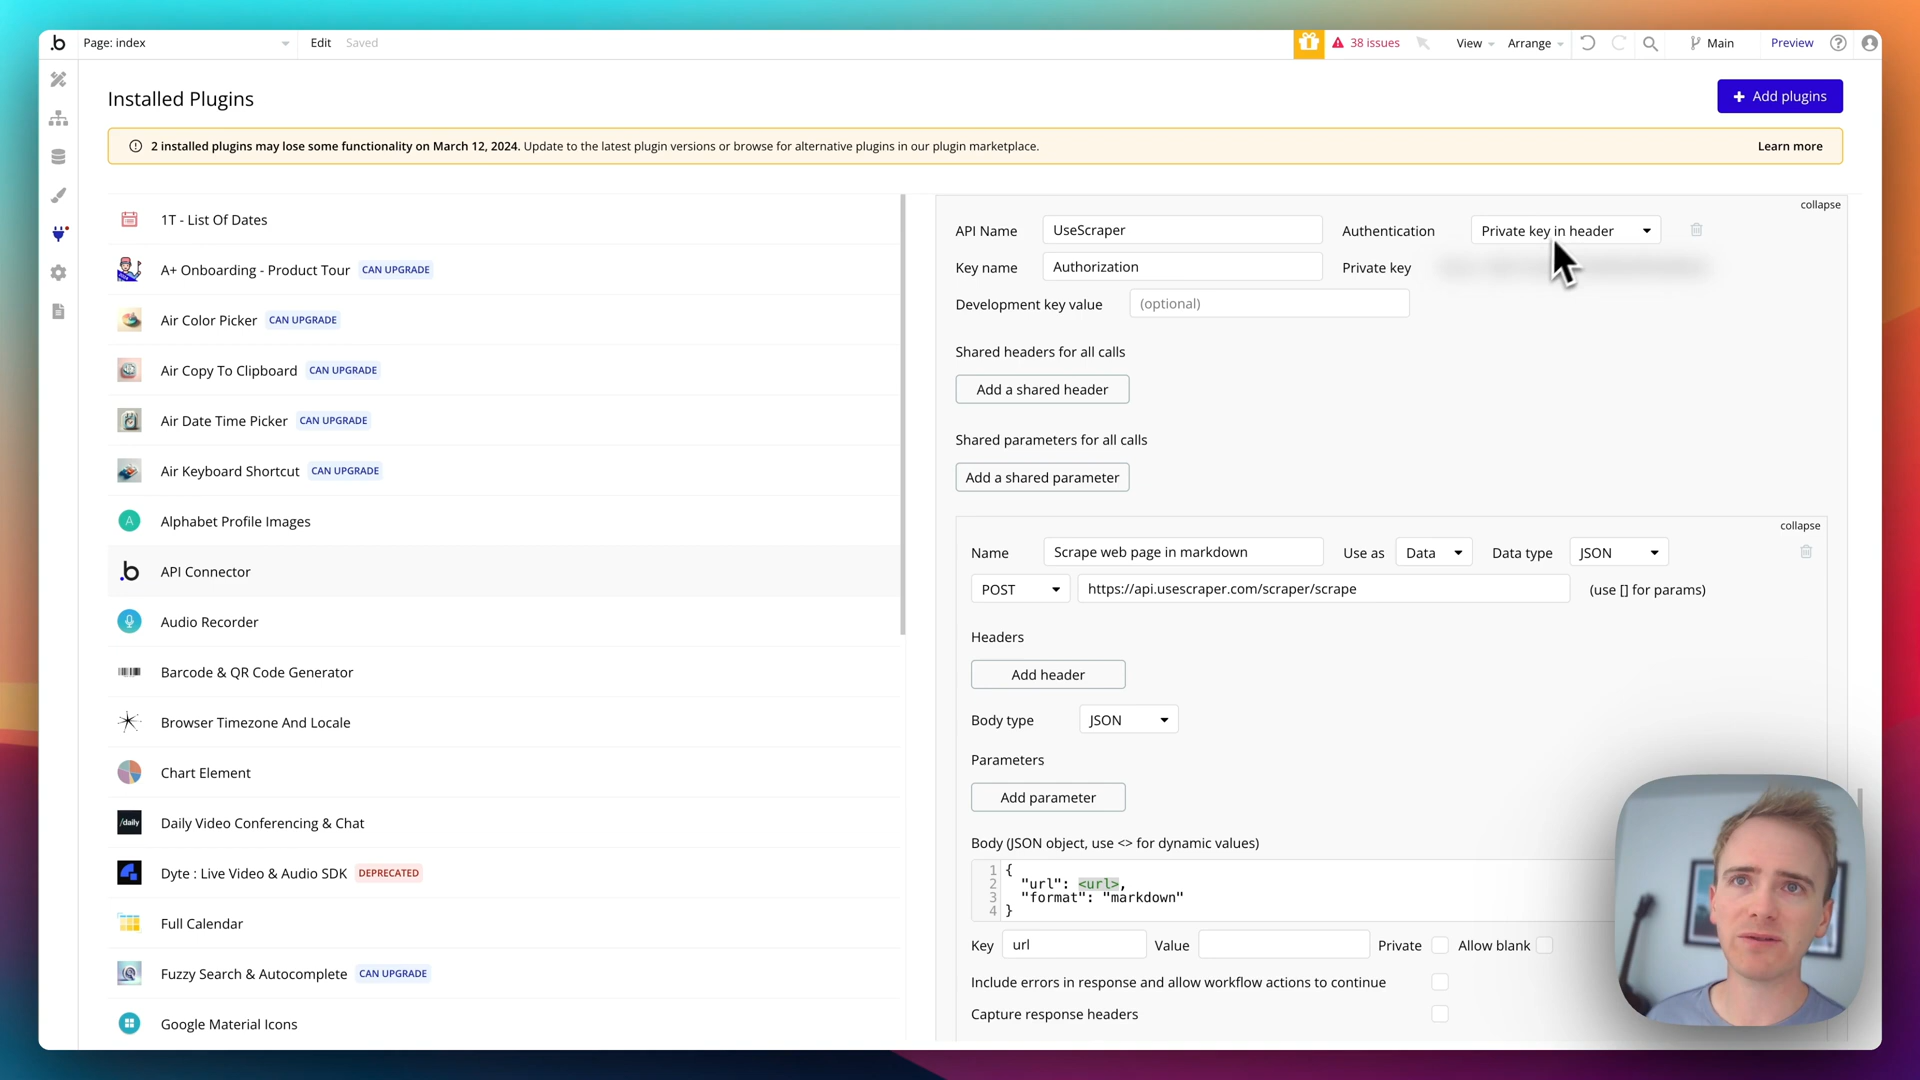 .b Page: index Edit Saved 38 issues View Arrange Main Preview ?
Installed Plugins
+ Add plugins
2 installed plugins may lose some functionality on March 12, 2024. Update to the latest plugin versions or browse for alternative plugins in our plugin marketplace. Learn more
1T - List Of Dates
A+ Onboarding - Product Tour CAN UPGRADE
Air Color Picker CAN UPGRADE
Air Copy To Clipboard CAN UPGRADE
Air Date Time Picker CAN UPGRADE
Air Keyboard Shortcut CAN UPGRADE
A Alphabet Profile Images
.b API Connector
Audio Recorder
Barcode & QR Code Generator
Browser Timezone And Locale
Chart Element
/daily Daily Video Conferencing & Chat
Dyte : Live Video & Audio SDK DEPRECATED
Full Calendar
Fuzzy Search & Autocomplete CAN UPGRADE
Google Material Icons
collapse
API Name UseScraper Authentication Private key in header
Key name Authorization Private key
Development key value (optional)
Shared headers for all calls
Add a shared header
Shared parameters for all calls
Add a shared parameter
collapse
Name Scrape web page in markdown Use as Data Data type JSON
POST https://api.usescraper.com/scraper/scrape (use [] for params)
Headers
Add header
Body type JSON
Parameters
Add parameter
Body (JSON object, use <> for dynamic values)
1 {
2 "url": <url>,
3 "format": "markdown"
4 }
Key url Value Private Allow blank
Include errors in response and allow workflow actions to continue
Capture response headers